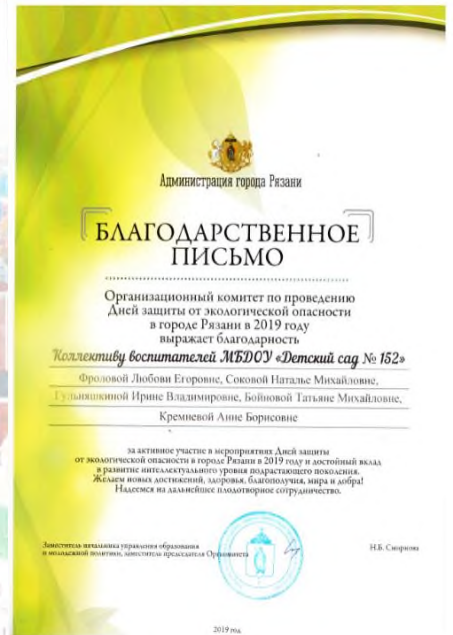 Администрация города Рязани
БЛАГОДАРСТВЕННОЕ
ПИСЬМО
Организационный комитет по проведению
Дней защиты от экологической опасности
в городе Рязани в 2019 году
выражает благодарность
Коллективу воспитателей МБДОУ «Детский сад № 152»
Фроловой Любови Егоровне, Соковой Наталье Михайловне,
Гульняшкиной Ирине Владимировне, Бойновой Татьяне Михайловне,
Кремневой Анне Борисовне
за активное участие в мероприятиях Дней защиты
от экологической опасности в городе Рязани в 2019 году и достойный вклад
в развитие интеллектуального уровня подрастающего поколения.
Желаем новых достижений, здоровья, благополучия, мира и добра!
Надеемся на дальнейшее плодотворное сотрудничество.
Заместитель начальника управления образования
и молодежной политики, заместитель председателя Оргкомитета
Н.Б. Смирнова
2019 год